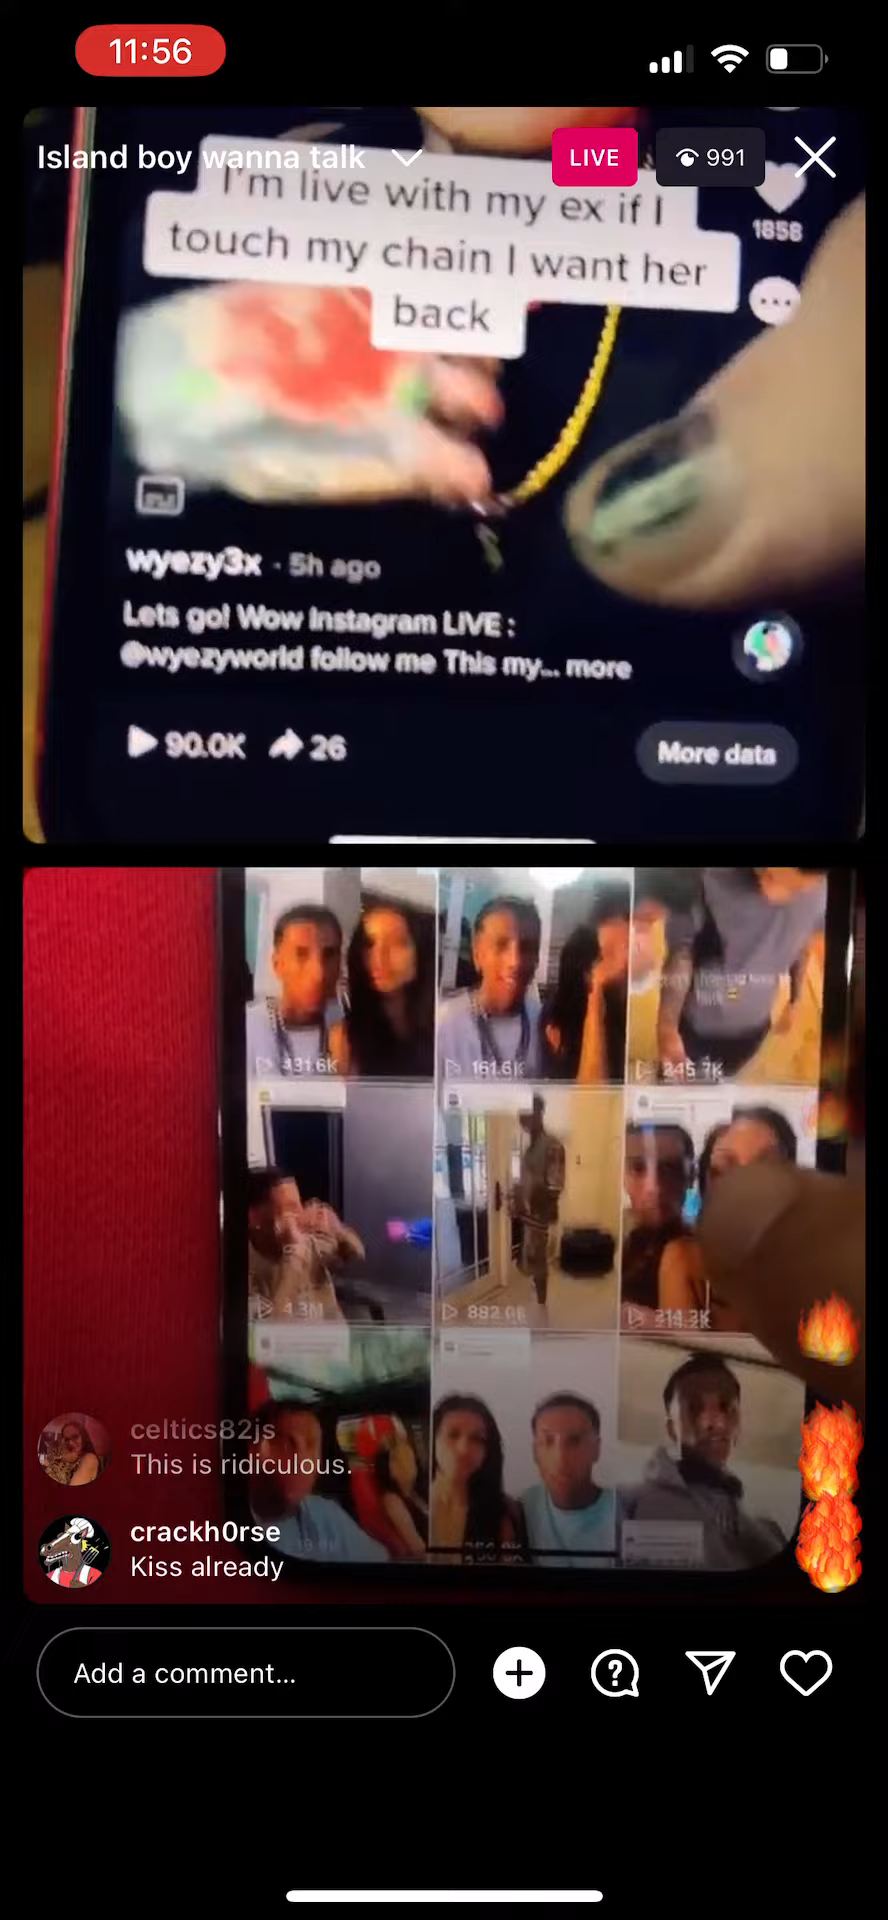 11:56
Island boy wanna talk
LIVE
991
I'm live with my ex if I
touch my chain I want her
back
1858
wyezy3x · 5h ago
Lets go! Wow Instagram LIVE :
@wyezyworld follow me This my... more
90.0K 26
More data
431.6K
161.6K
245.7K
4.3M
314.3K
celtics82js
This is ridiculous.
crackh0rse
Kiss already
Add a comment...